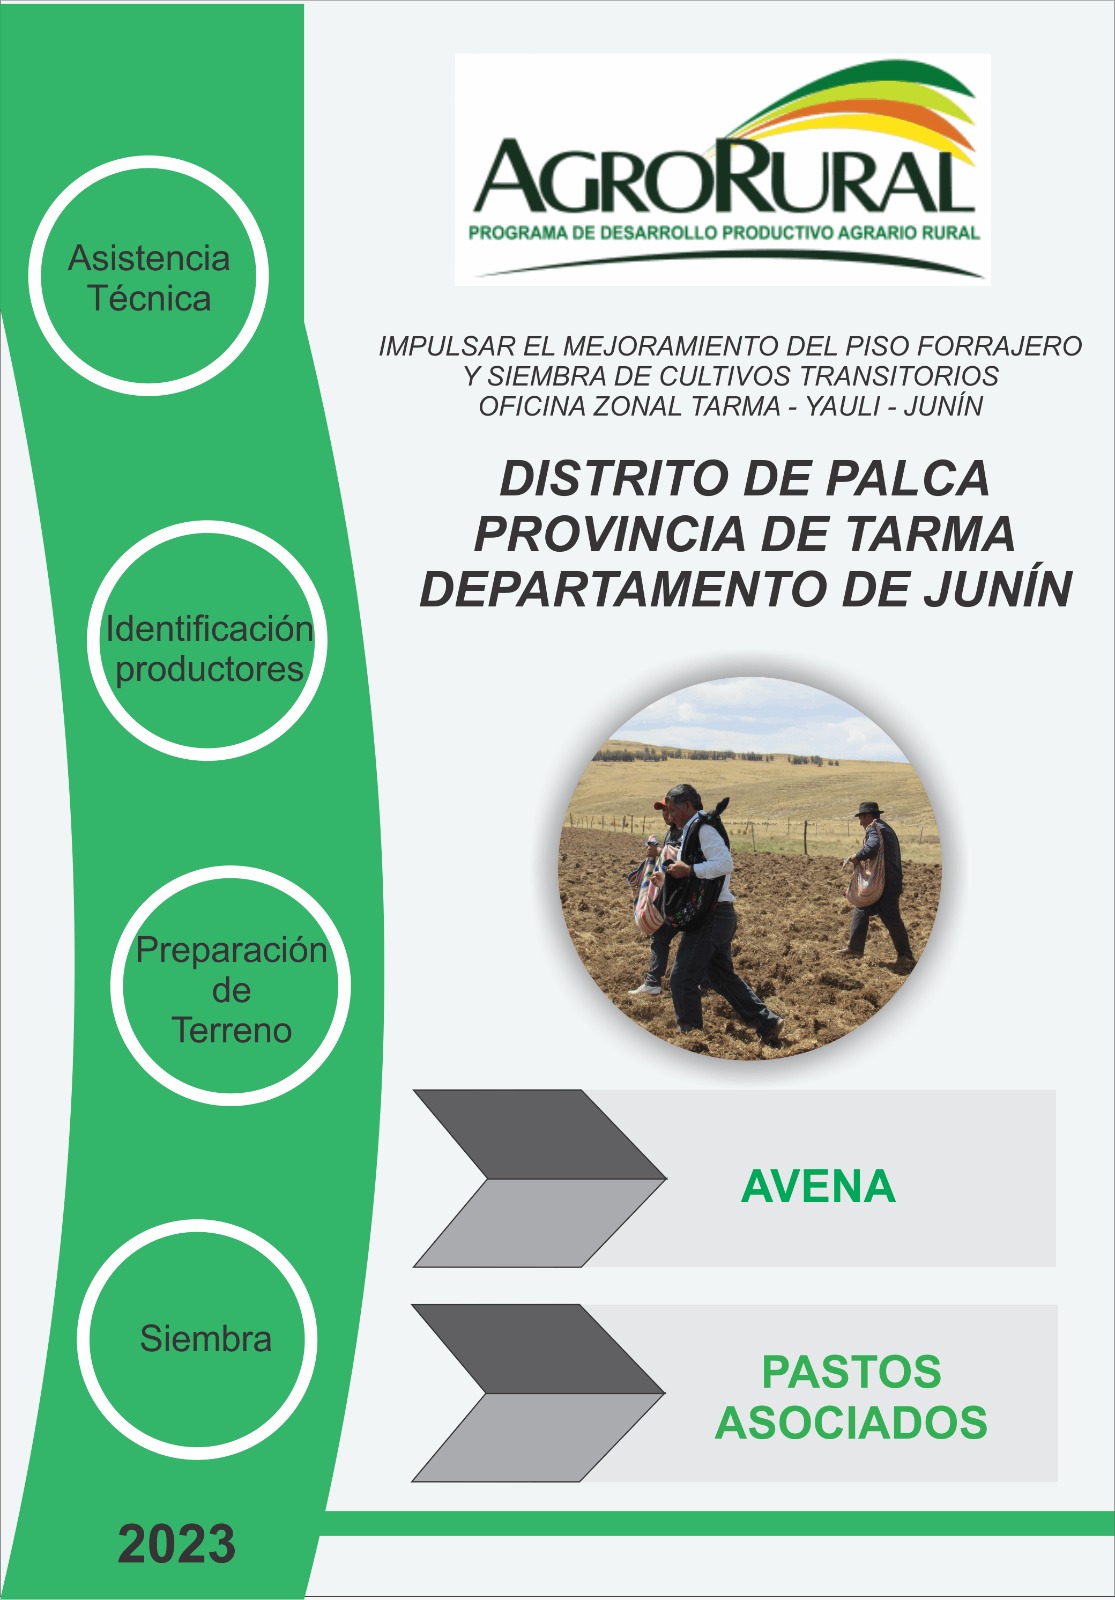 AGRORURAL
PROGRAMA DE DESARROLLO PRODUCTIVO AGRARIO RURAL
IMPULSAR EL MEJORAMIENTO DEL PISO FORRAJERO
Y SIEMBRA DE CULTIVOS TRANSITORIOS
OFICINA ZONAL TARMA - YAULI - JUNÍN
DISTRITO DE PALCA
PROVINCIA DE TARMA
DEPARTAMENTO DE JUNÍN
Asistencia
Técnica
Identificación
productores
Preparación
de
Terreno
Siembra
AVENA
PASTOS
ASOCIADOS
2023